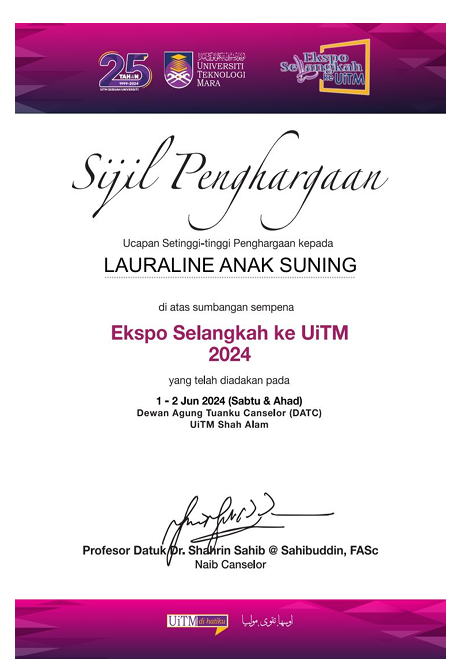 25
TAHUN
1999-2024
UiTM SEBAGAI UNIVERSITI
UNIVERSITI
TEKNOLOGI
MARA
Ekspo
Selangkah
ke UiTM
Sijil Penghargaan
Ucapan Setinggi-tinggi Penghargaan kepada
LAURALINE ANAK SUNING
di atas sumbangan sempena
Ekspo Selangkah ke UiTM
2024
yang telah diadakan pada
1 - 2 Jun 2024 (Sabtu & Ahad)
Dewan Agung Tuanku Canselor (DATC)
UiTM Shah Alam
Profesor Datuk Dr. Shahrin Sahib @ Sahibuddin, FASc
Naib Canselor
UiTM di hatiku
اوسها تقوى موليا